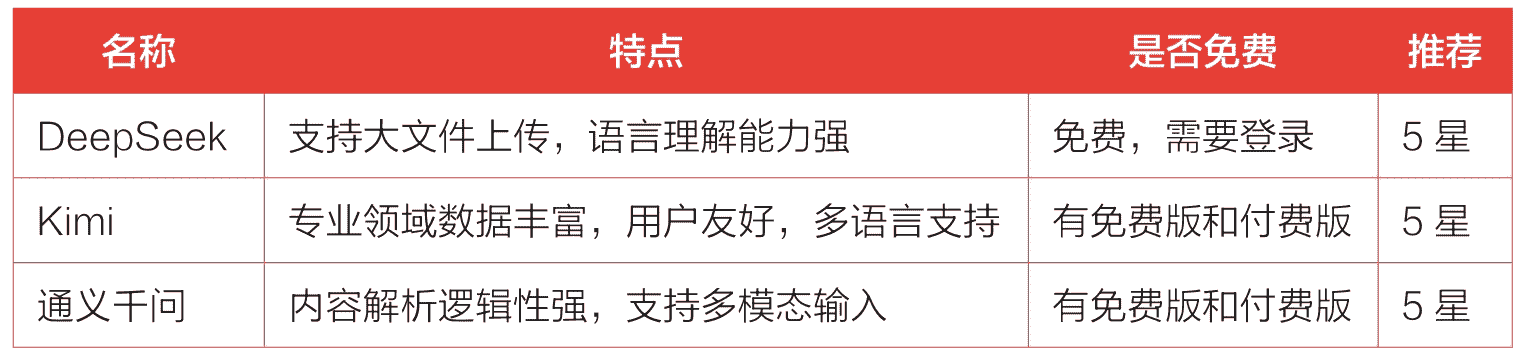 名称 特点 是否免费 推荐
DeepSeek 支持大文件上传，语言理解能力强 免费，需要登录 5 星
Kimi 专业领域数据丰富，用户友好，多语言支持 有免费版和付费版 5 星
通义千问 内容解析逻辑性强，支持多模态输入 有免费版和付费版 5 星